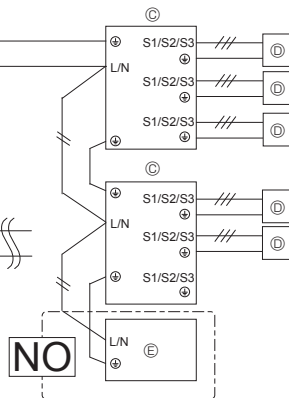 Ⓒ
⏚ S1/S2/S3
⏚ Ⓓ
L/N
S1/S2/S3
⏚ Ⓓ
S1/S2/S3
⏚ ⏚ Ⓓ
Ⓒ
⏚ S1/S2/S3
⏚ Ⓓ
L/N
S1/S2/S3
⏚ Ⓓ
⏚ S1/S2/S3
⏚
L/N
NO ⏚ Ⓔ